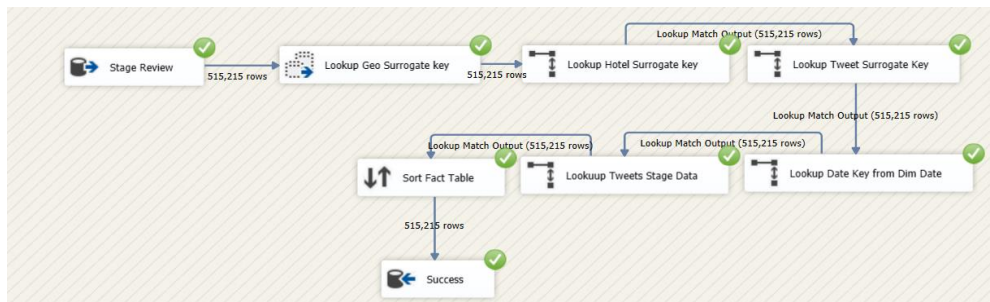 Stage Review
515,215 rows
Lookup Geo Surrogate key
515,215 rows
Lookup Hotel Surrogate key
Lookup Match Output (515,215 rows)
Lookup Tweet Surrogate Key
Lookup Match Output (515,215 rows)
Lookup Date Key from Dim Date
Lookup Match Output (515,215 rows)
Lookuup Tweets Stage Data
Lookup Match Output (515,215 rows)
Sort Fact Table
515,215 rows
Success